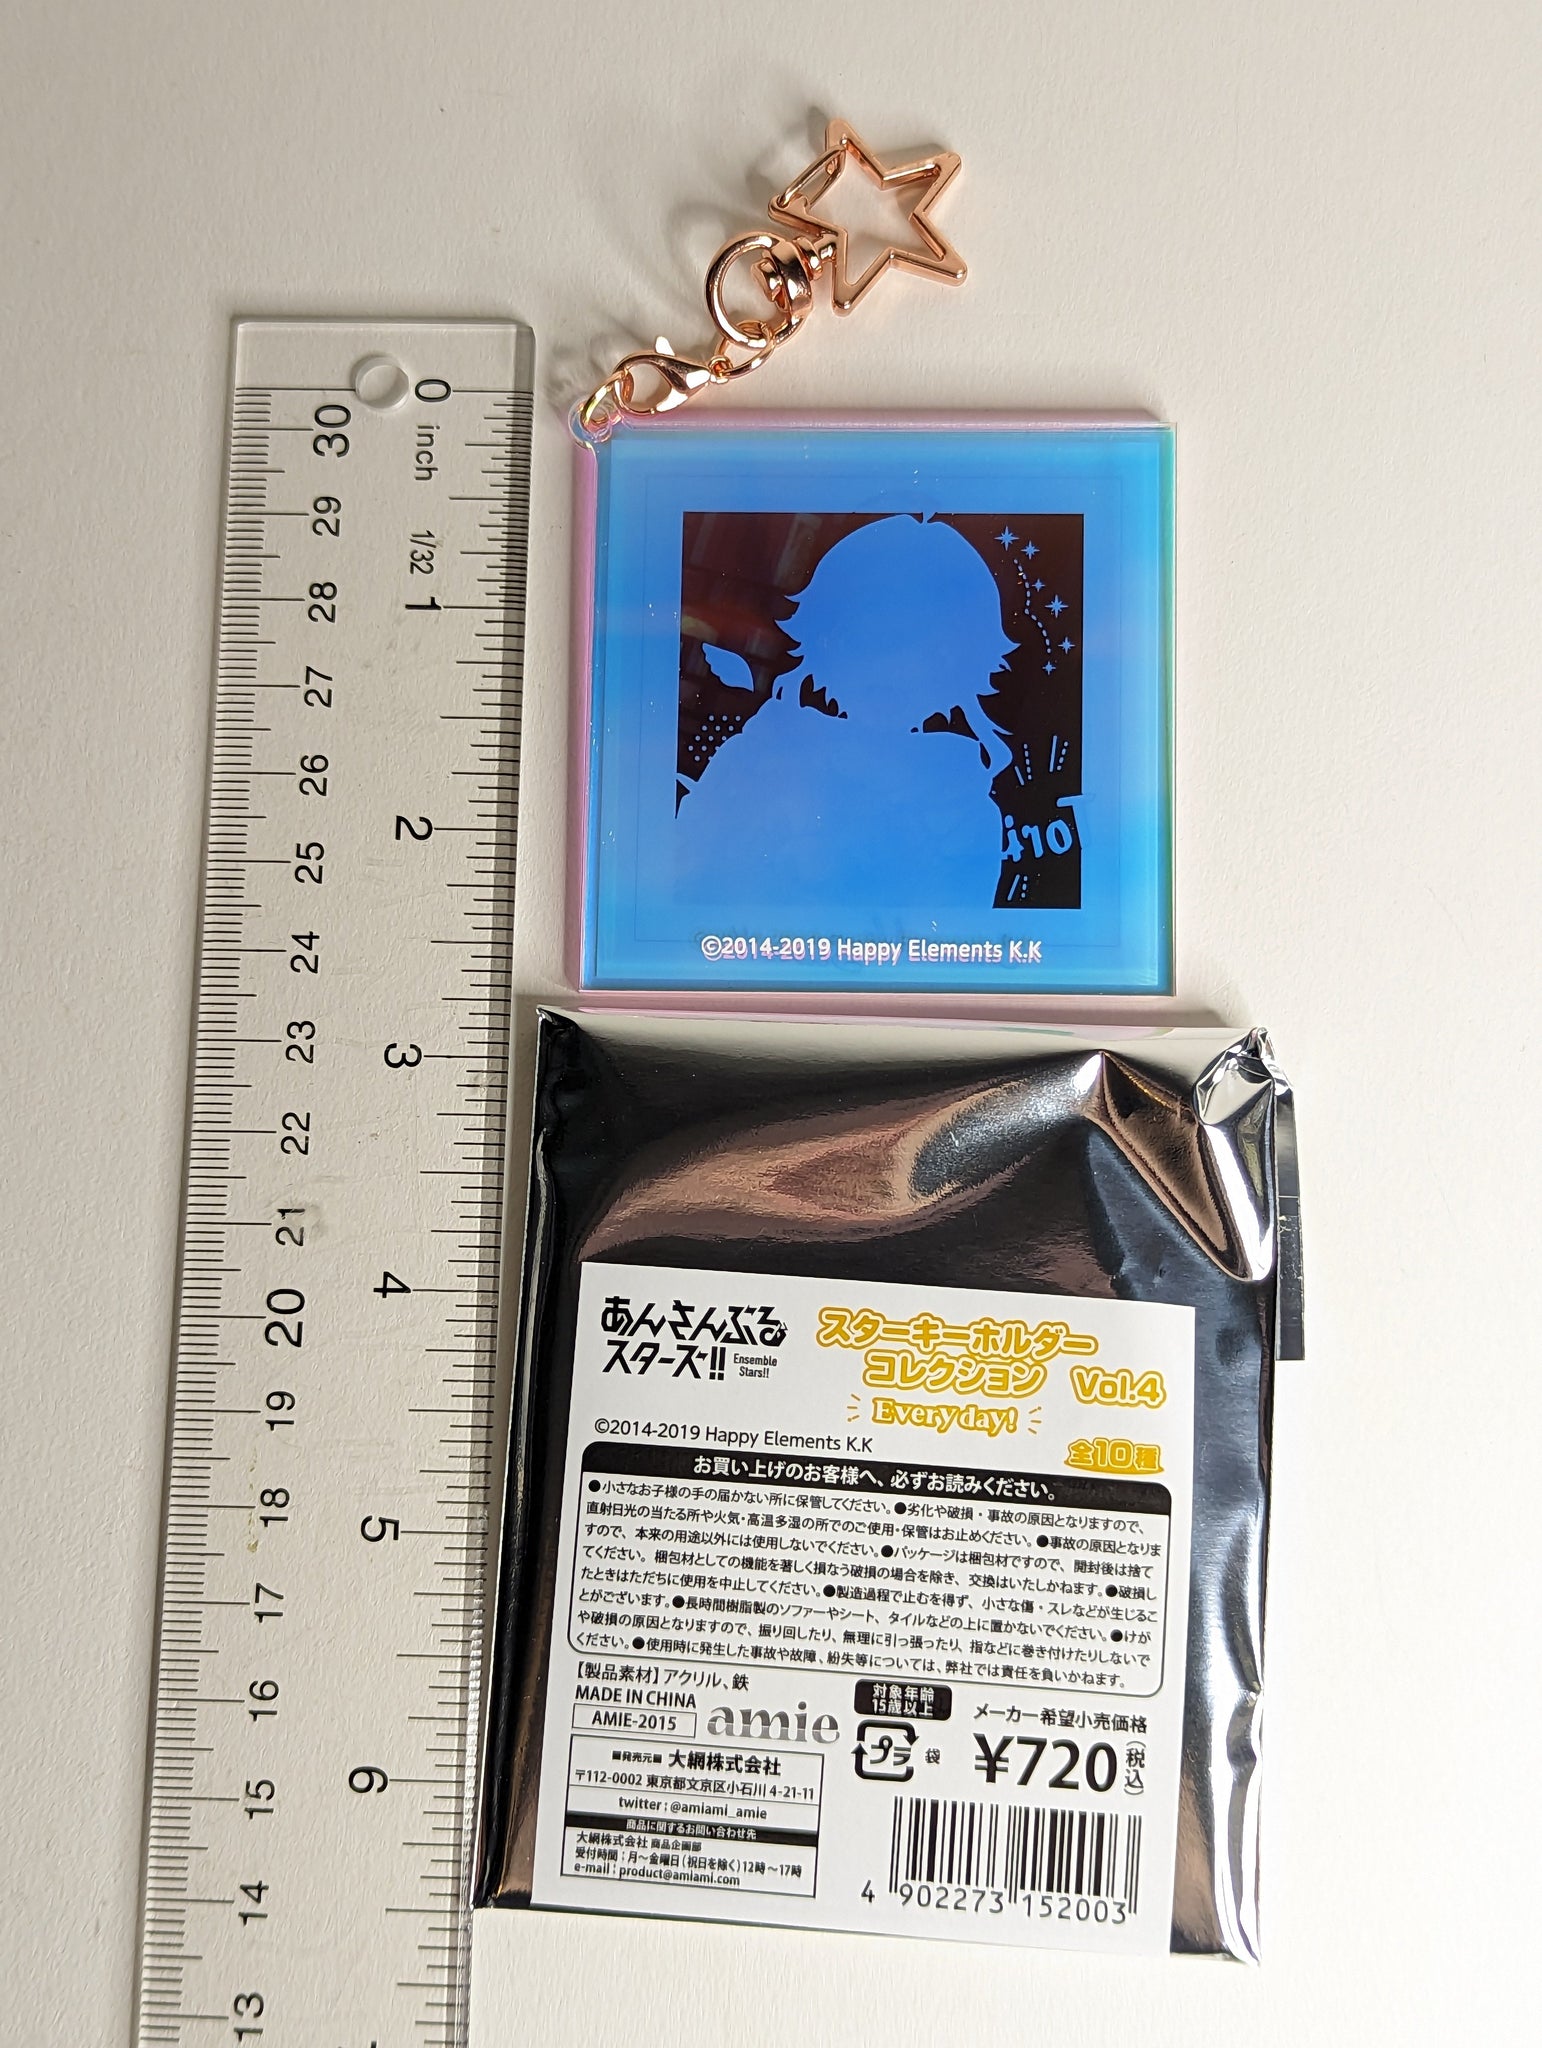 0
inch
1/32
1
2
3
4
5
6
30
29
28
27
26
25
24
23
22
21
20
19
18
17
16
15
14
13
Tori
©2014-2019 Happy Elements K.K
あんさんぶる
スターズ!!
Ensemble
Stars!!
スターキーホルダー
コレクション Vol.4
Everyday!
全10種
©2014-2019 Happy Elements K.K
お買い上げのお客様へ、必ずお読みください。
●小さなお子様の手の届かない所に保管してください。●劣化や破損・事故の原因となりますので、
直射日光の当たる所や火気・高温多湿の所でのご使用・保管はお止めください。●事故の原因となりま
すので、本来の用途以外には使用しないでください。●パッケージは梱包材ですので、開封後は捨て
てください。梱包材としての機能を著しく損なう破損の場合を除き、交換はいたしかねます。●破損し
たときはただちに使用を中止してください。●製造過程で止むを得ず、小さな傷・スレなどが生じるこ
とがございます。●長時間樹脂製のソファーやシート、タイルなどの上に置かないでください。●けが
や破損の原因となりますので、振り回したり、無理に引っ張ったり、指などに巻き付けたりしないで
ください。●使用時に発生した事故や故障、紛失等については、弊社では責任を負いかねます。
【製品素材】アクリル、鉄
MADE IN CHINA
AMIE-2015
amie
対象年齢
15歳以上
プラ
袋
メーカー希望小売価格
¥720(税込)
■発売元■ 大網株式会社
〒112-0002 東京都文京区小石川 4-21-11
twitter : @amiami_amie
商品に関するお問い合わせ先
大網株式会社 商品企画部
受付時間：月～金曜日（祝日を除く）12時～17時
e-mail : product@amiami.com
4 902273 152003